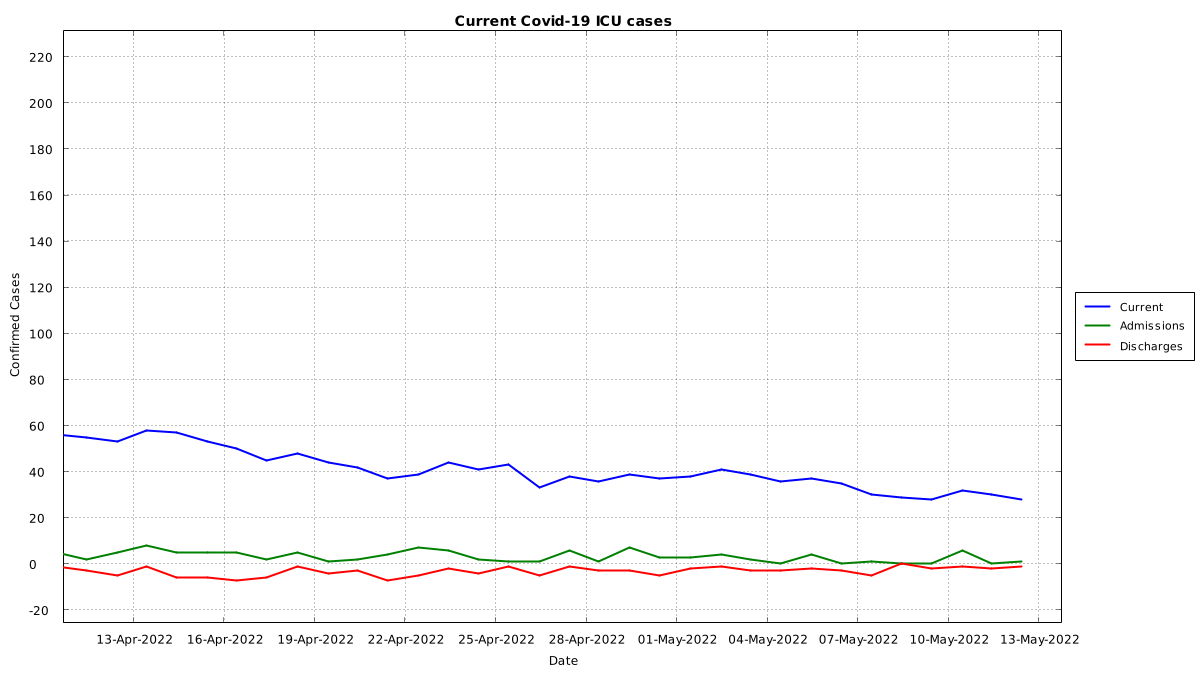 Current Covid-19 ICU cases
Confirmed Cases
220
200
180
160
140
120
100
80
60
40
20
0
-20
13-Apr-2022 16-Apr-2022 19-Apr-2022 22-Apr-2022 25-Apr-2022 28-Apr-2022 01-May-2022 04-May-2022 07-May-2022 10-May-2022 13-May-2022
Date
Current
Admissions
Discharges